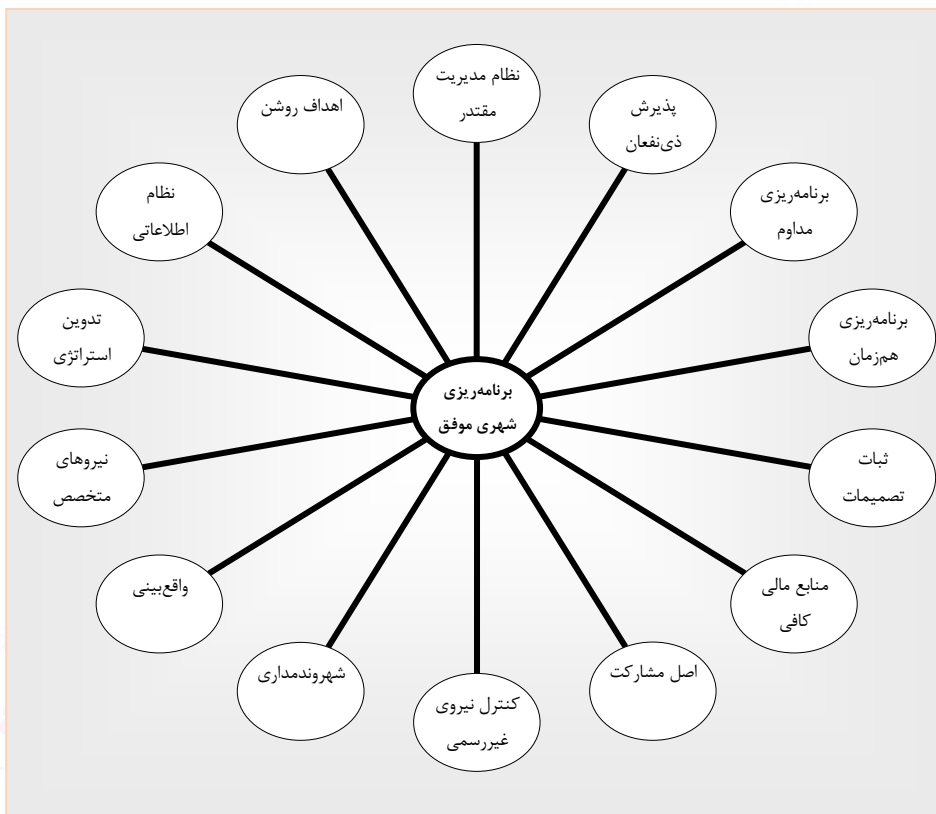 نظام مدیریت
مقتدر
پذیرش
ذی‌نفعان
برنامه‌ریزی
مداوم
برنامه‌ریزی
هم‌زمان
ثبات
تصمیمات
منابع مالی
کافی
اصل مشارکت
کنترل نیروی
غیررسمی
شهروندمداری
واقع‌بینی
نیروهای
متخصص
تدوین
استراتژی
نظام
اطلاعاتی
اهداف روشن
برنامه‌ریزی
شهری موفق